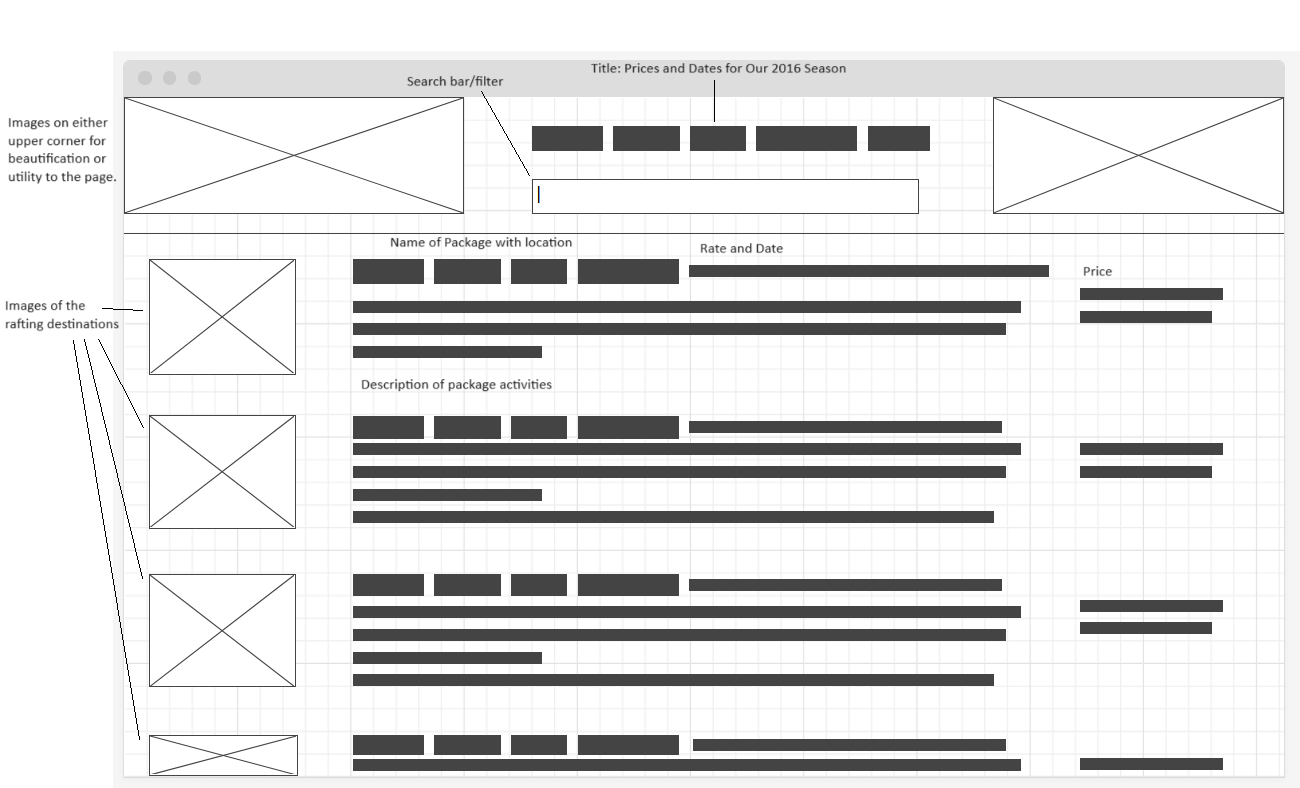 Title: Prices and Dates for Our 2016 Season
Search bar/filter
Images on either
upper corner for
beautification or
utility to the page.
Name of Package with location
Rate and Date
Price
Images of the
rafting destinations
Description of package activities